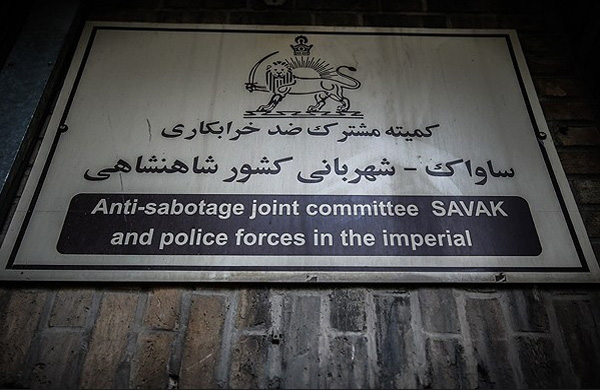 کمیته مشترک ضد خرابکاری
ساواک - شهربانی کشور شاهنشاهی
Anti-sabotage joint committee SAVAK
and police forces in the imperial